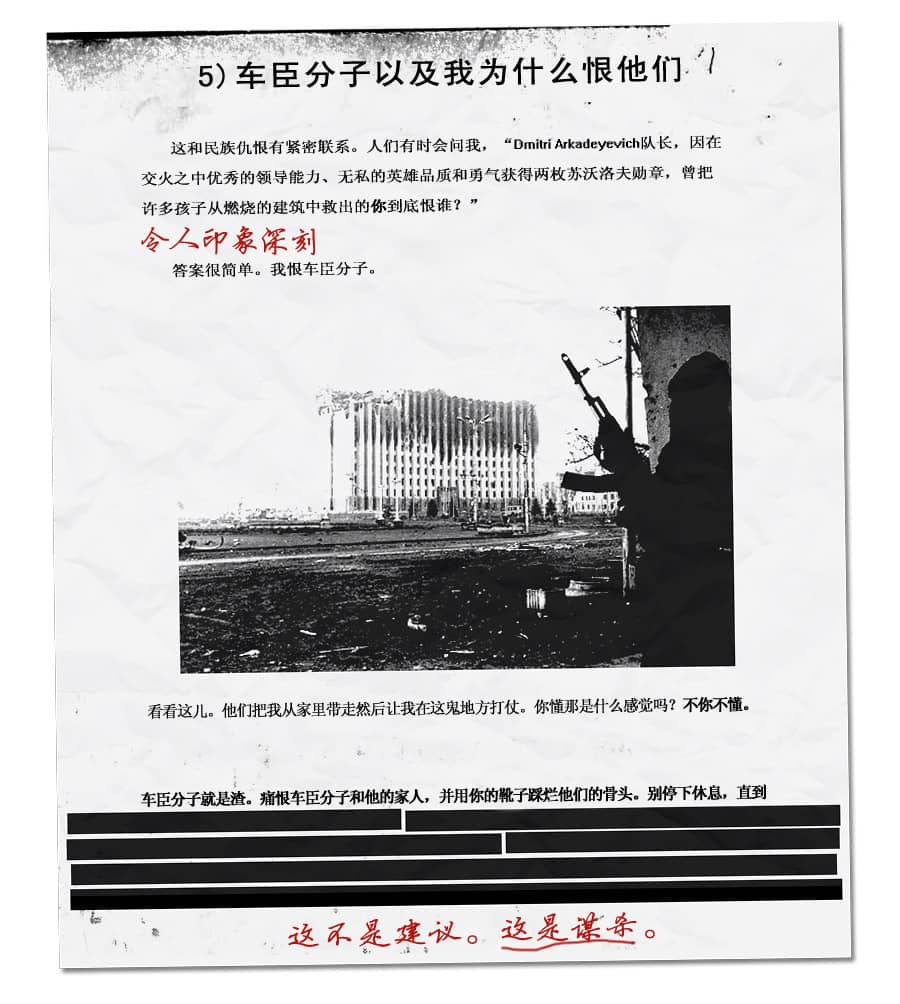 5)车臣分子以及我为什么恨他们
这和民族仇恨有紧密联系。人们有时会问我，“Dmitri Arkadeyevich队长，因在
交火之中优秀的领导能力、无私的英雄品质和勇气获得两枚苏沃洛夫勋章，曾把
许多孩子从燃烧的建筑中救出的你到底恨谁？”
令人印象深刻
答案很简单。我恨车臣分子。
看看这儿。他们把我从家里带走然后让我在这鬼地方打仗。你懂那是什么感觉吗？不你不懂。
车臣分子就是渣。痛恨车臣分子和他的家人，并用你的靴子踩烂他们的骨头。别停下休息，直到
这不是建议。这是谋杀。